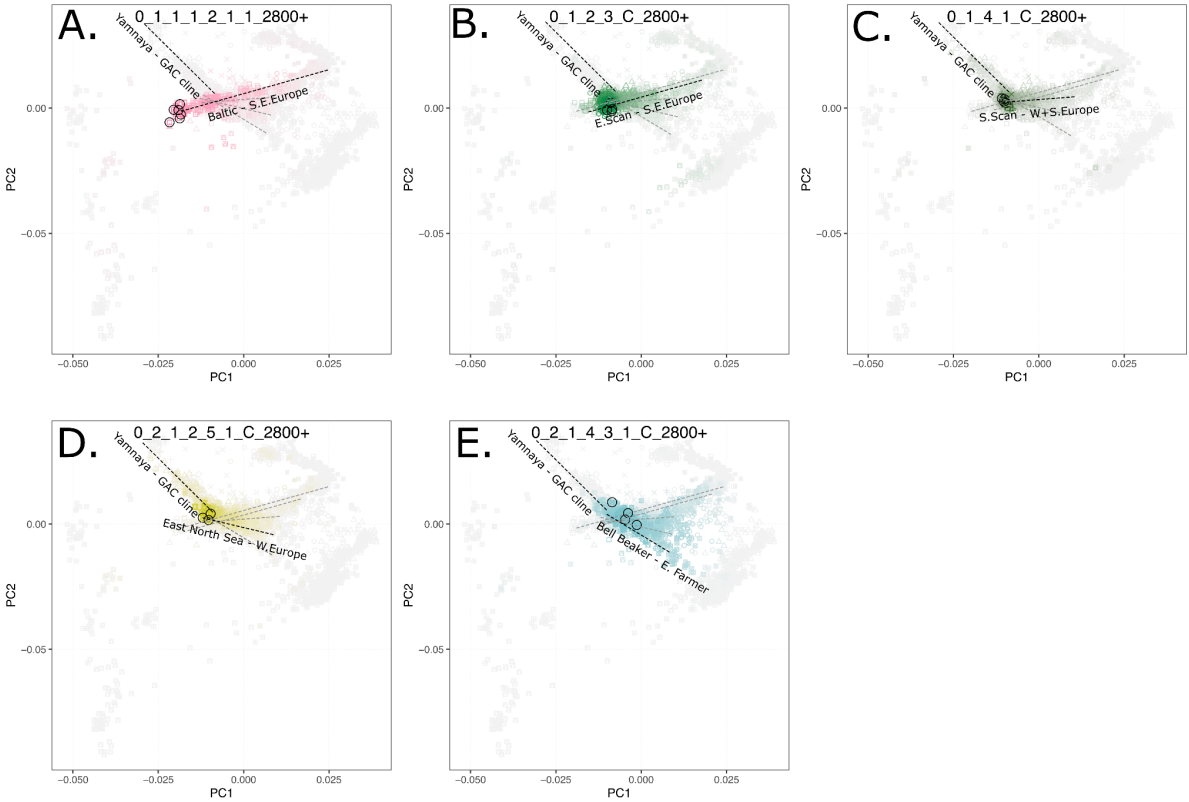 A.
0_1_1_1_2_1_1_2800+
Yamnaya - GAC cline
Baltic - S.E.Europe
0.00
−0.05
PC2
−0.050
−0.025
0.000
0.025
PC1
B.
0_1_2_3_C_2800+
Yamnaya - GAC cline
E.Scan - S.E.Europe
0.00
−0.05
PC2
−0.050
−0.025
0.000
0.025
PC1
C.
0_1_4_1_C_2800+
Yamnaya - GAC cline
S.Scan - W+S.Europe
0.00
−0.05
PC2
−0.050
−0.025
0.000
0.025
PC1
D.
0_2_1_2_5_1_C_2800+
Yamnaya - GAC cline
East North Sea - W.Europe
0.00
−0.05
PC2
−0.050
−0.025
0.000
0.025
PC1
E.
0_2_1_4_3_1_C_2800+
Yamnaya - GAC cline
Bell Beaker - E. Farmer
0.00
−0.05
PC2
−0.050
−0.025
0.000
0.025
PC1